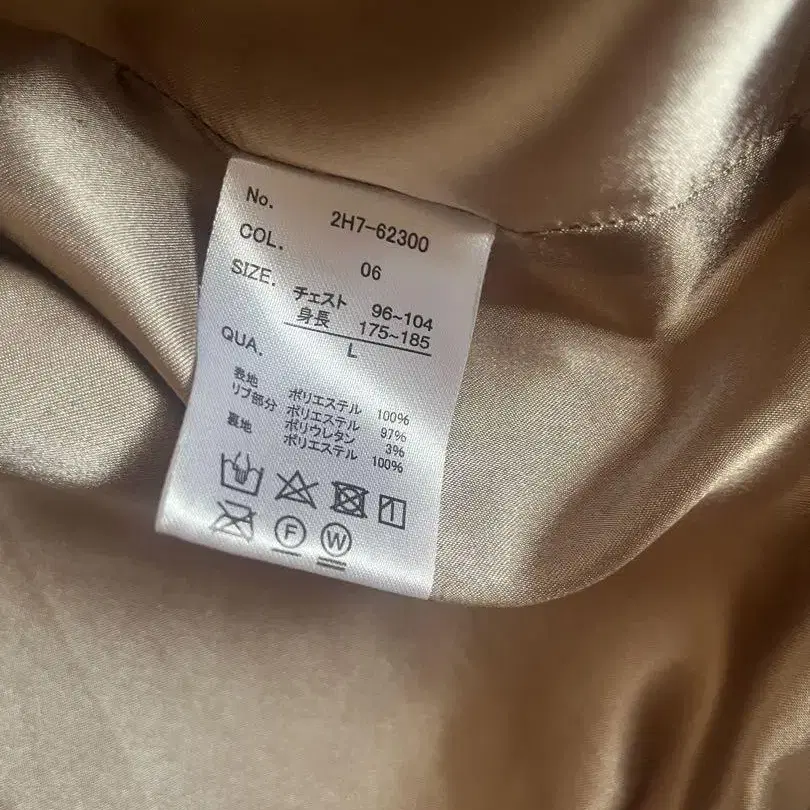 No. 2H7-62300
COL. 06
SIZE. チェスト 96~104
身長 175~185
L
QUA.
表地 ポリエステル 100%
リブ部分 ポリエステル 97%
ポリウレタン 3%
裏地 ポリエステル 100%
F W